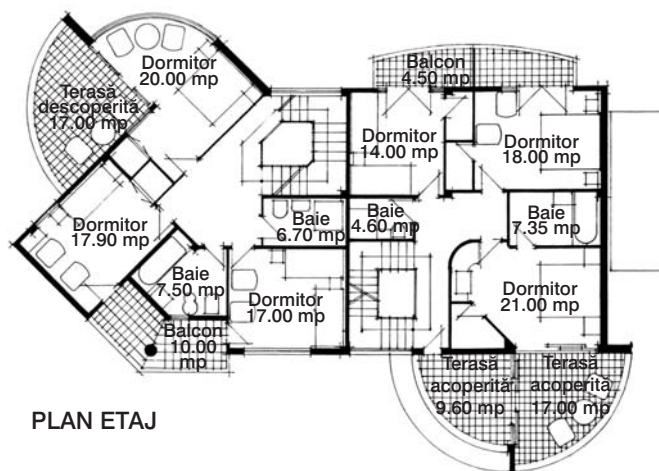 Dormitor
20.00 mp
Balcon
4.50 mp
Terasă
descoperită
17.00 mp
Dormitor
14.00 mp
Dormitor
18.00 mp
Dormitor
17.90 mp
Baie
6.70 mp
Baie
4.60 mp
Baie
7.35 mp
Baie
7.50 mp
Dormitor
17.00 mp
Dormitor
21.00 mp
Balcon
10.00
mp
Terasă
acoperită
9.60 mp
Terasă
acoperită
17.00 mp
PLAN ETAJ